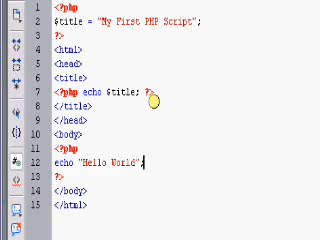 1 <?php
2 $title = "My First PHP Script";
3 ?>
4 <html>
5 <head>
6 <title>
7 <?php echo $title; ?>
8 </title>
9 </head>
10 <body>
11 <?php
12 echo "Hello World";
13 ?>
14 </body>
15 </html>